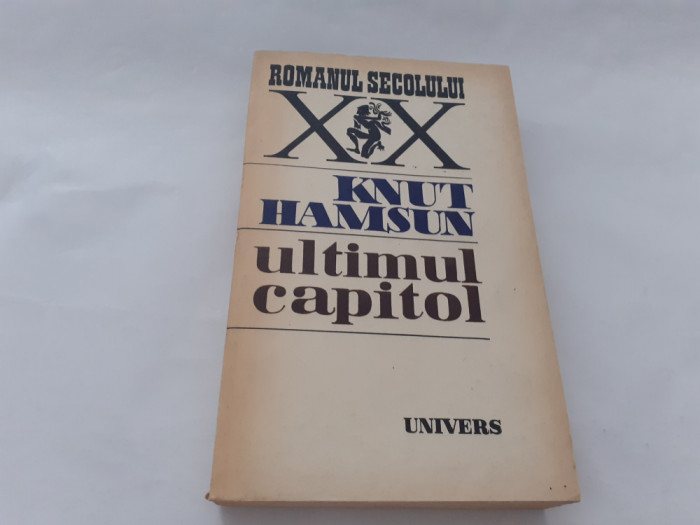 ROMANUL SECOLULUI
XX
KNUT
HAMSUN
ultimul
capitol
UNIVERS